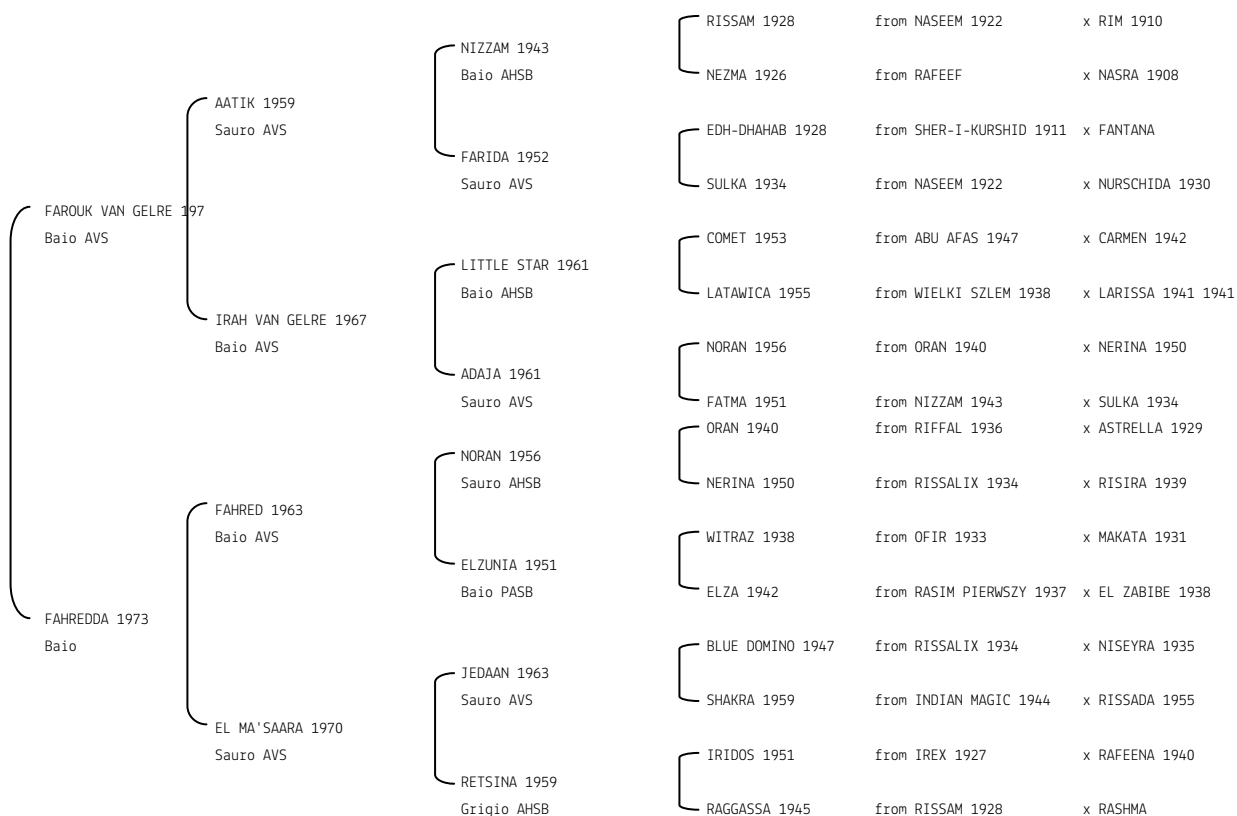 RISSAM 1928 from NASEEM 1922 x RIM 1910
NIZZAM 1943
Baio AHSB
NEZMA 1926 from RAFEEF x NASRA 1908
AATIK 1959
Sauro AVS
EDH-DHAHAB 1928 from SHER-I-KURSHID 1911 x FANTANA
FARIDA 1952
Sauro AVS
SULKA 1934 from NASEEM 1922 x NURSCHIDA 1930
FAROUK VAN GELRE 197
Baio AVS
COMET 1953 from ABU AFAS 1947 x CARMEN 1942
LITTLE STAR 1961
Baio AHSB
LATAWICA 1955 from WIELKI SZLEM 1938 x LARISSA 1941 1941
IRAH VAN GELRE 1967
Baio AVS
NORAN 1956 from ORAN 1940 x NERINA 1950
ADAJA 1961
Sauro AVS
FATMA 1951 from NIZZAM 1943 x SULKA 1934
ORAN 1940 from RIFFAL 1936 x ASTRELLA 1929
NORAN 1956
Sauro AHSB
NERINA 1950 from RISSALIX 1934 x RISIRA 1939
FAHRED 1963
Baio AVS
WITRAZ 1938 from OFIR 1933 x MAKATA 1931
ELZUNIA 1951
Baio PASB
ELZA 1942 from RASIM PIERWSZY 1937 x EL ZABIBE 1938
FAHREDDA 1973
Baio
BLUE DOMINO 1947 from RISSALIX 1934 x NISEYRA 1935
JEDAAN 1963
Sauro AVS
SHAKRA 1959 from INDIAN MAGIC 1944 x RISSADA 1955
EL MA'SAARA 1970
Sauro AVS
IRIDOS 1951 from IREX 1927 x RAFEENA 1940
RETSINA 1959
Grigio AHSB
RAGGASSA 1945 from RISSAM 1928 x RASHMA